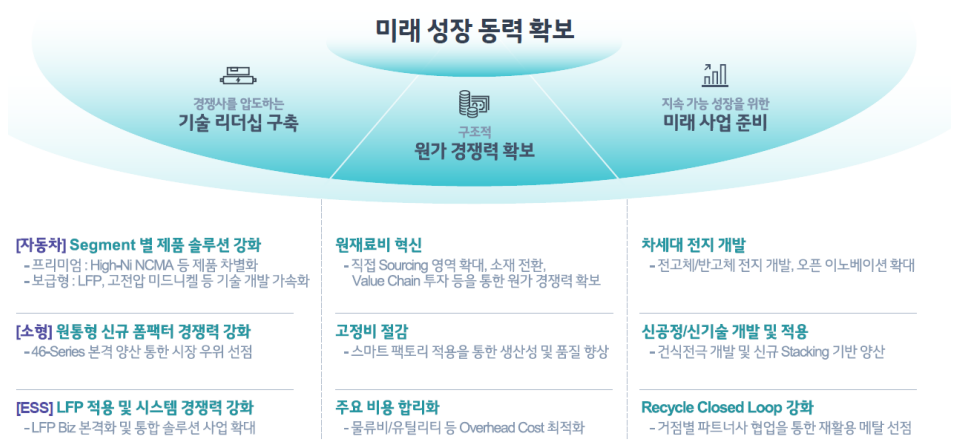 미래 성장 동력 확보
경쟁사를 압도하는
기술 리더십 구축
구조적
원가 경쟁력 확보
지속 가능 성장을 위한
미래 사업 준비
[자동차] Segment 별 제품 솔루션 강화
- 프리미엄 : High-Ni NCMA 등 제품 차별화
- 보급형 : LFP, 고전압 미드니켈 등 기술 개발 가속화
[소형] 원통형 신규 폼팩터 경쟁력 강화
- 46-Series 본격 양산 통한 시장 우위 선점
[ESS] LFP 적용 및 시스템 경쟁력 강화
- LFP Biz 본격화 및 통합 솔루션 사업 확대
원재료비 혁신
- 직접 Sourcing 영역 확대, 소재 전환,
Value Chain 투자 등을 통한 원가 경쟁력 확보
고정비 절감
- 스마트 팩토리 적용을 통한 생산성 및 품질 향상
주요 비용 합리화
- 물류비/유틸리티 등 Overhead Cost 최적화
차세대 전지 개발
- 전고체/반고체 전지 개발, 오픈 이노베이션 확대
신공정/신기술 개발 및 적용
- 건식전극 개발 및 신규 Stacking 기반 양산
Recycle Closed Loop 강화
- 거점별 파트너사 협업을 통한 재활용 메탈 선점